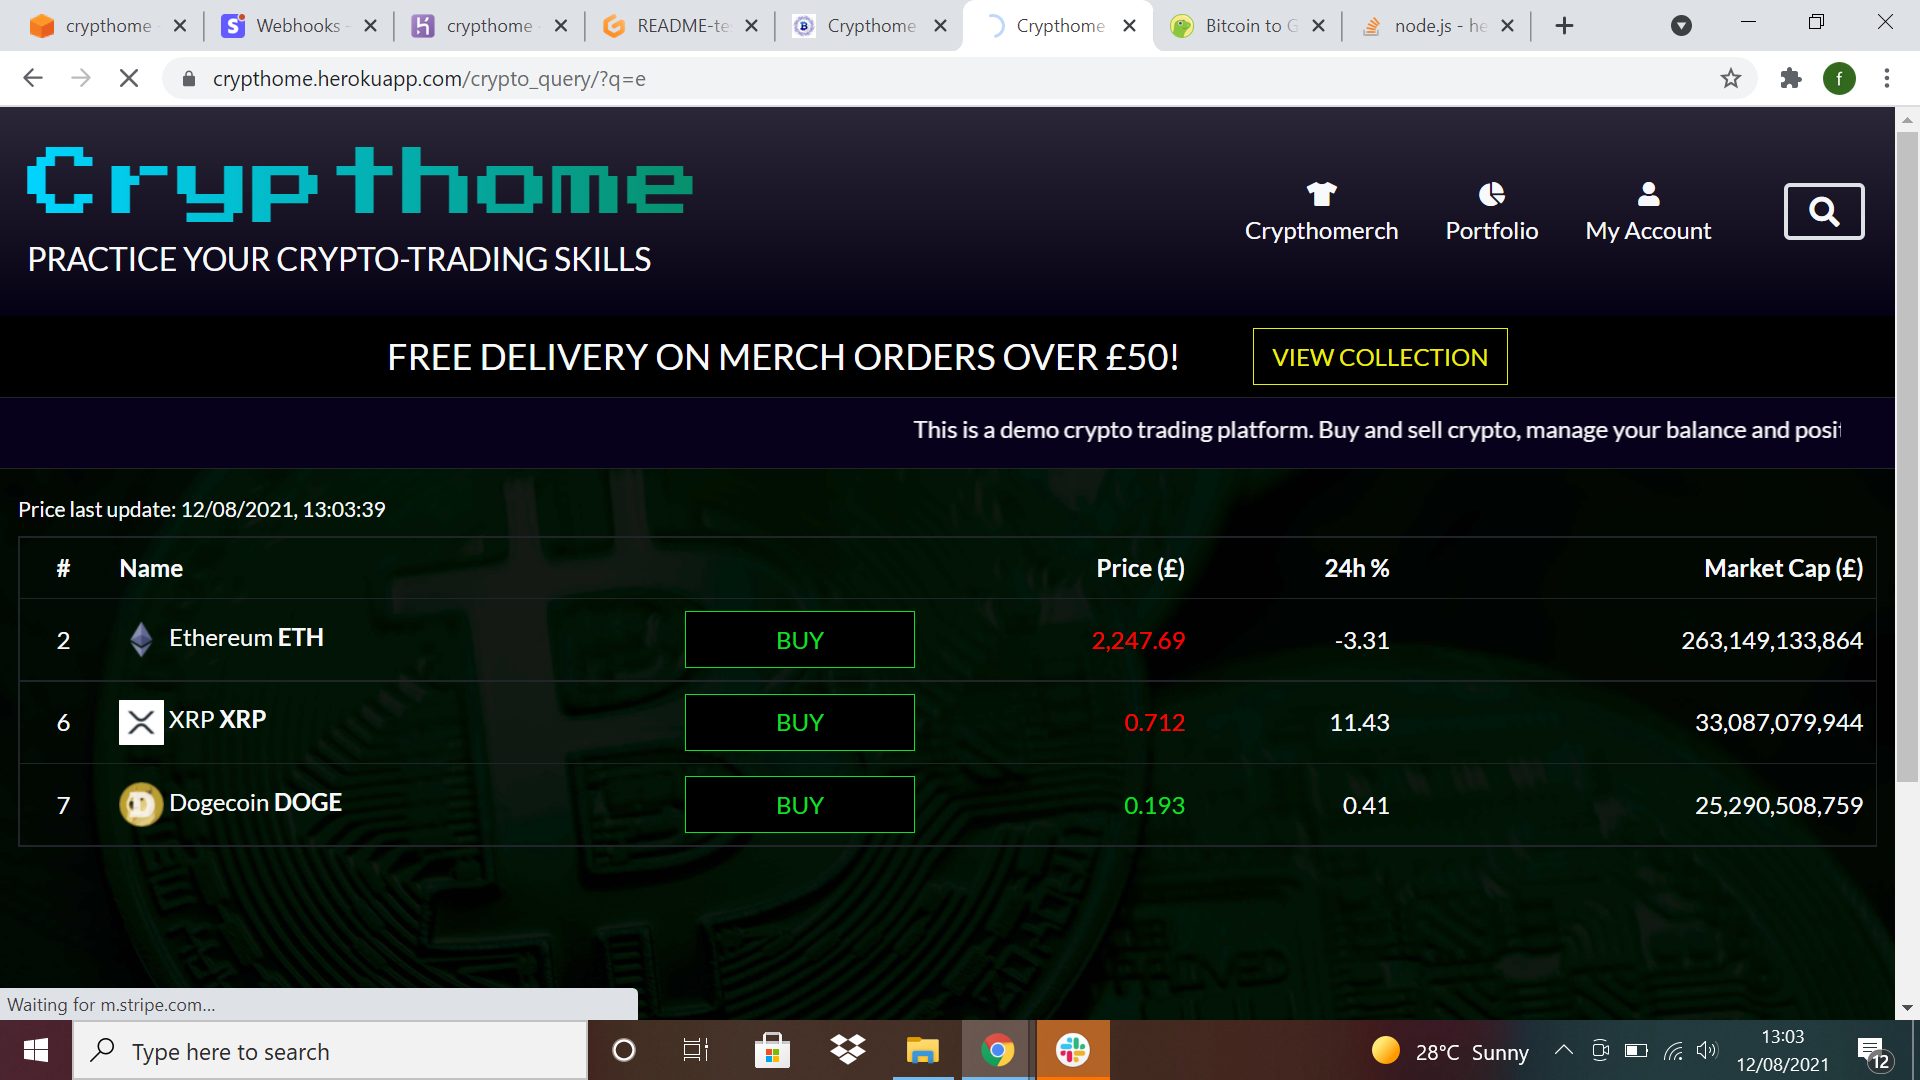 crypthome
Webhooks -
crypthome
README-te
Crypthome
Crypthome
Bitcoin to G
node.js - he
crypthome.herokuapp.com/crypto_query/?q=e
f
Crypthome
PRACTICE YOUR CRYPTO-TRADING SKILLS
Crypthomerch
Portfolio
My Account
FREE DELIVERY ON MERCH ORDERS OVER £50!
VIEW COLLECTION
This is a demo crypto trading platform. Buy and sell crypto, manage your balance and posit
Price last update: 12/08/2021, 13:03:39
# Name Price (£) 24h % Market Cap (£)
2 Ethereum ETH BUY 2,247.69 -3.31 263,149,133,864
6 XRP XRP BUY 0.712 11.43 33,087,079,944
7 Dogecoin DOGE BUY 0.193 0.41 25,290,508,759
Waiting for m.stripe.com...
Type here to search
28°C Sunny
13:03
12/08/2021
12